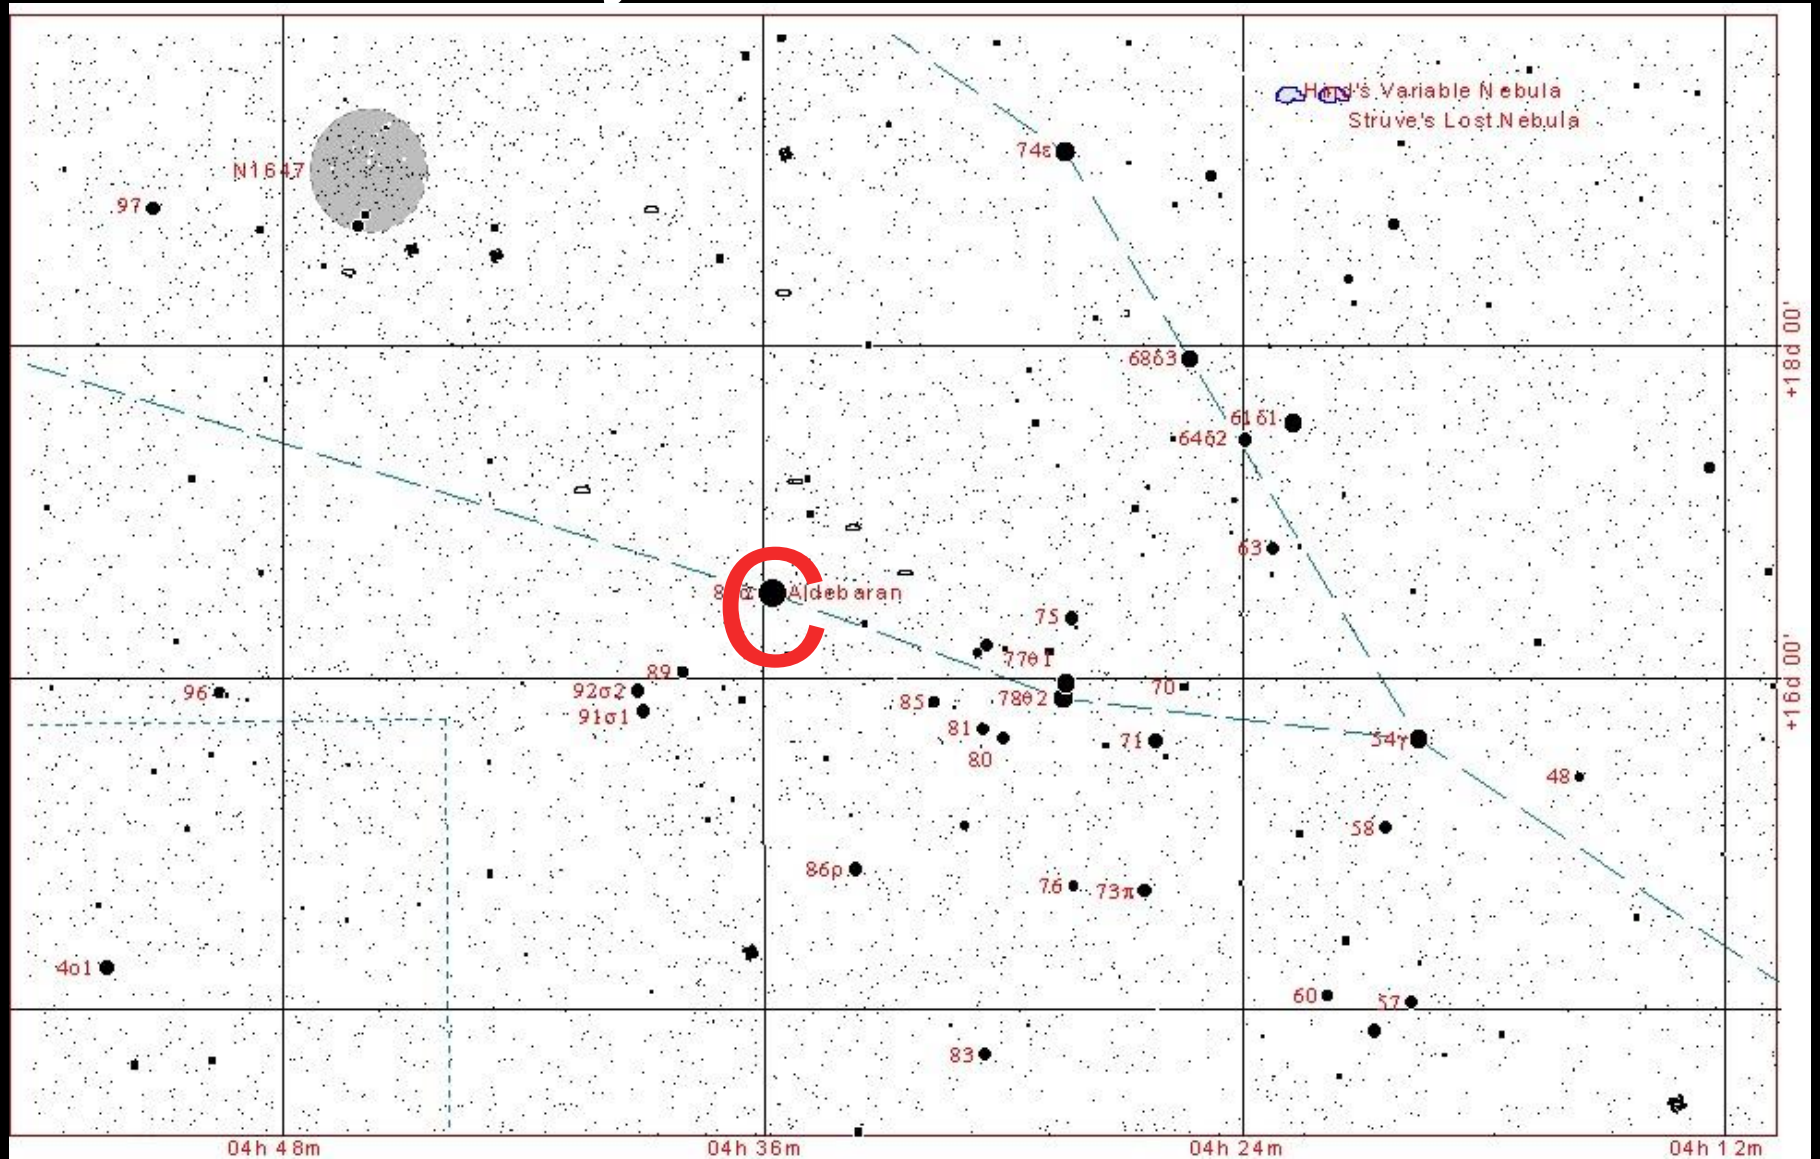 Hind's Variable Nebula
Struve's Lost Nebula
74ε
N1647
97
+18d 00'
68δ3
61δ1
64δ2
63
C
Aldebaran
75
77θ1
89
96
92σ2
91σ1
85
78θ2
70
+16d 00'
81
80
71
54γ
48
58
86ρ
76
73π
4ο1
60
57
83
04h 48m
04h 36m
04h 24m
04h 12m